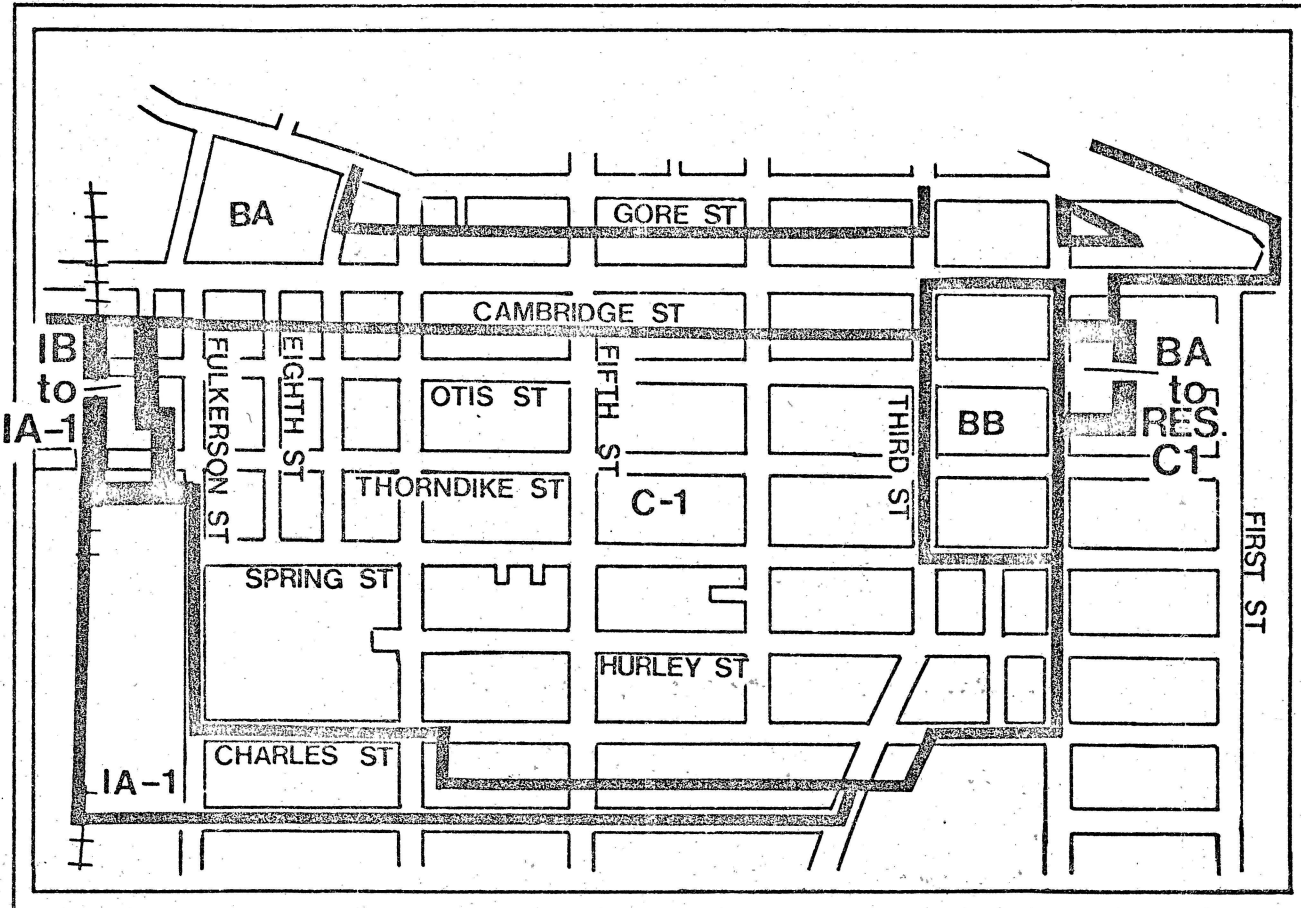 BA
GORE ST
CAMBRIDGE ST
IB
to
IA-1
FULKERSON ST
EIGHTH ST
OTIS ST
FIFTH ST
THIRD ST
BB
BA
to
RES.
C1
THORNDIKE ST
C-1
FIRST ST
SPRING ST
HURLEY ST
CHARLES ST
IA-1